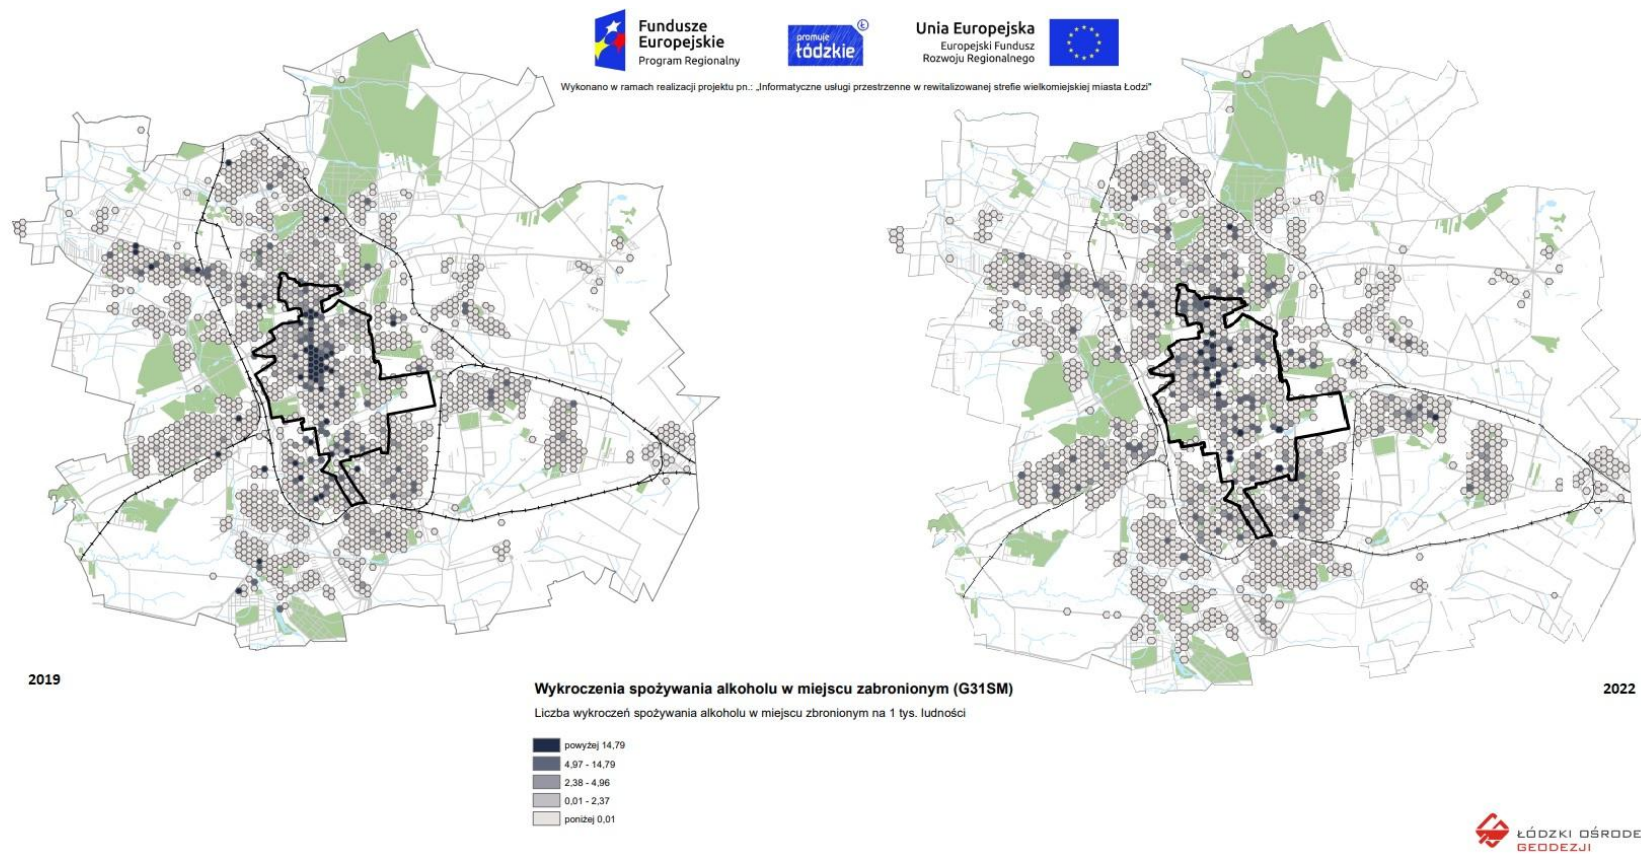 Fundusze
Europejskie
Program Regionalny
promuje
łódzkie
Ł
Unia Europejska
Europejski Fundusz
Rozwoju Regionalnego
Wykonano w ramach realizacji projektu pn.: „Informatyczne usługi przestrzenne w rewitalizowanej strefie wielkomiejskiej miasta Łodzi"
2019
2022
Wykroczenia spożywania alkoholu w miejscu zabronionym (G31SM)
Liczba wykroczeń spożywania alkoholu w miejscu zbronionym na 1 tys. ludności
powyżej 14,79
4,97 - 14,79
2,38 - 4,96
0,01 - 2,37
poniżej 0,01
ŁÓDZKI OŚRODE
GEODEZJI